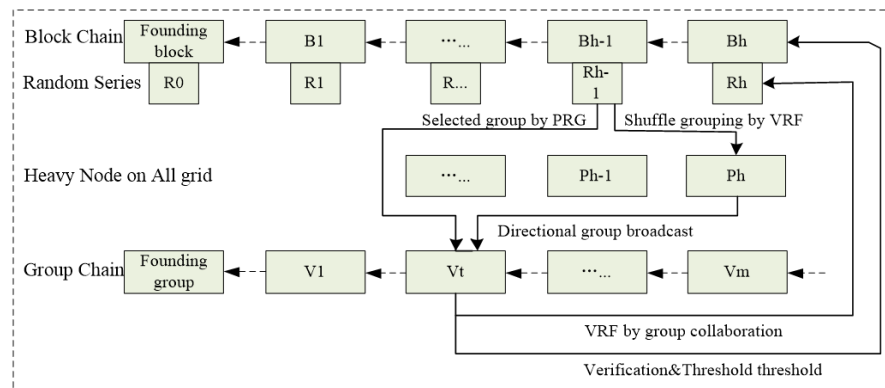 Block Chain
Founding
block
B1
…...
Bh-1
Bh
Random Series
R0
R1
R...
Rh-
1
Rh
Selected group by PRG
Shuffle grouping by VRF
Heavy Node on All grid
…...
Ph-1
Ph
Directional group broadcast
Group Chain
Founding
group
V1
Vt
…...
Vm
VRF by group collaboration
Verification&Threshold threshold